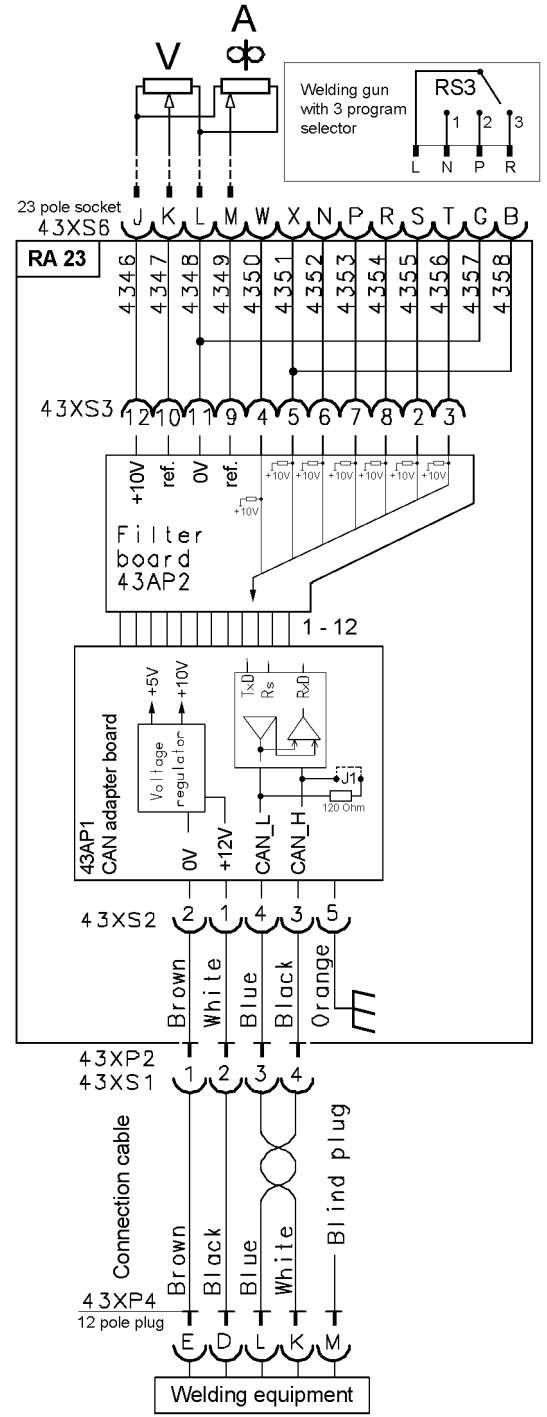 A
V
Welding gun
with 3 program
selector
RS3
1 2 3
L N P R
23 pole socket
43XS6
J K L M W X N P R S T G B
RA 23
4346 4347 4348 4349 4350 4351 4352 4353 4354 4355 4356 4357 4358
43XS3
12 10 11 9 4 5 6 7 8 2 3
+10V ref. 0V ref.
+10V +10V +10V +10V +10V +10V
+10V
Filter
board
43AP2
1 - 12
+5V +10V
TxD Rs RxD
Voltage
regulator
J1
120 Ohm
43AP1
CAN adapter board
0V +12V CAN_L CAN_H
43XS2
2 1 4 3 5
Brown White Blue Black Orange
43XP2
43XS1
1 2 3 4
Connection cable
Brown Black Blue White Blind plug
43XP4
12 pole plug
E D L K M
Welding equipment